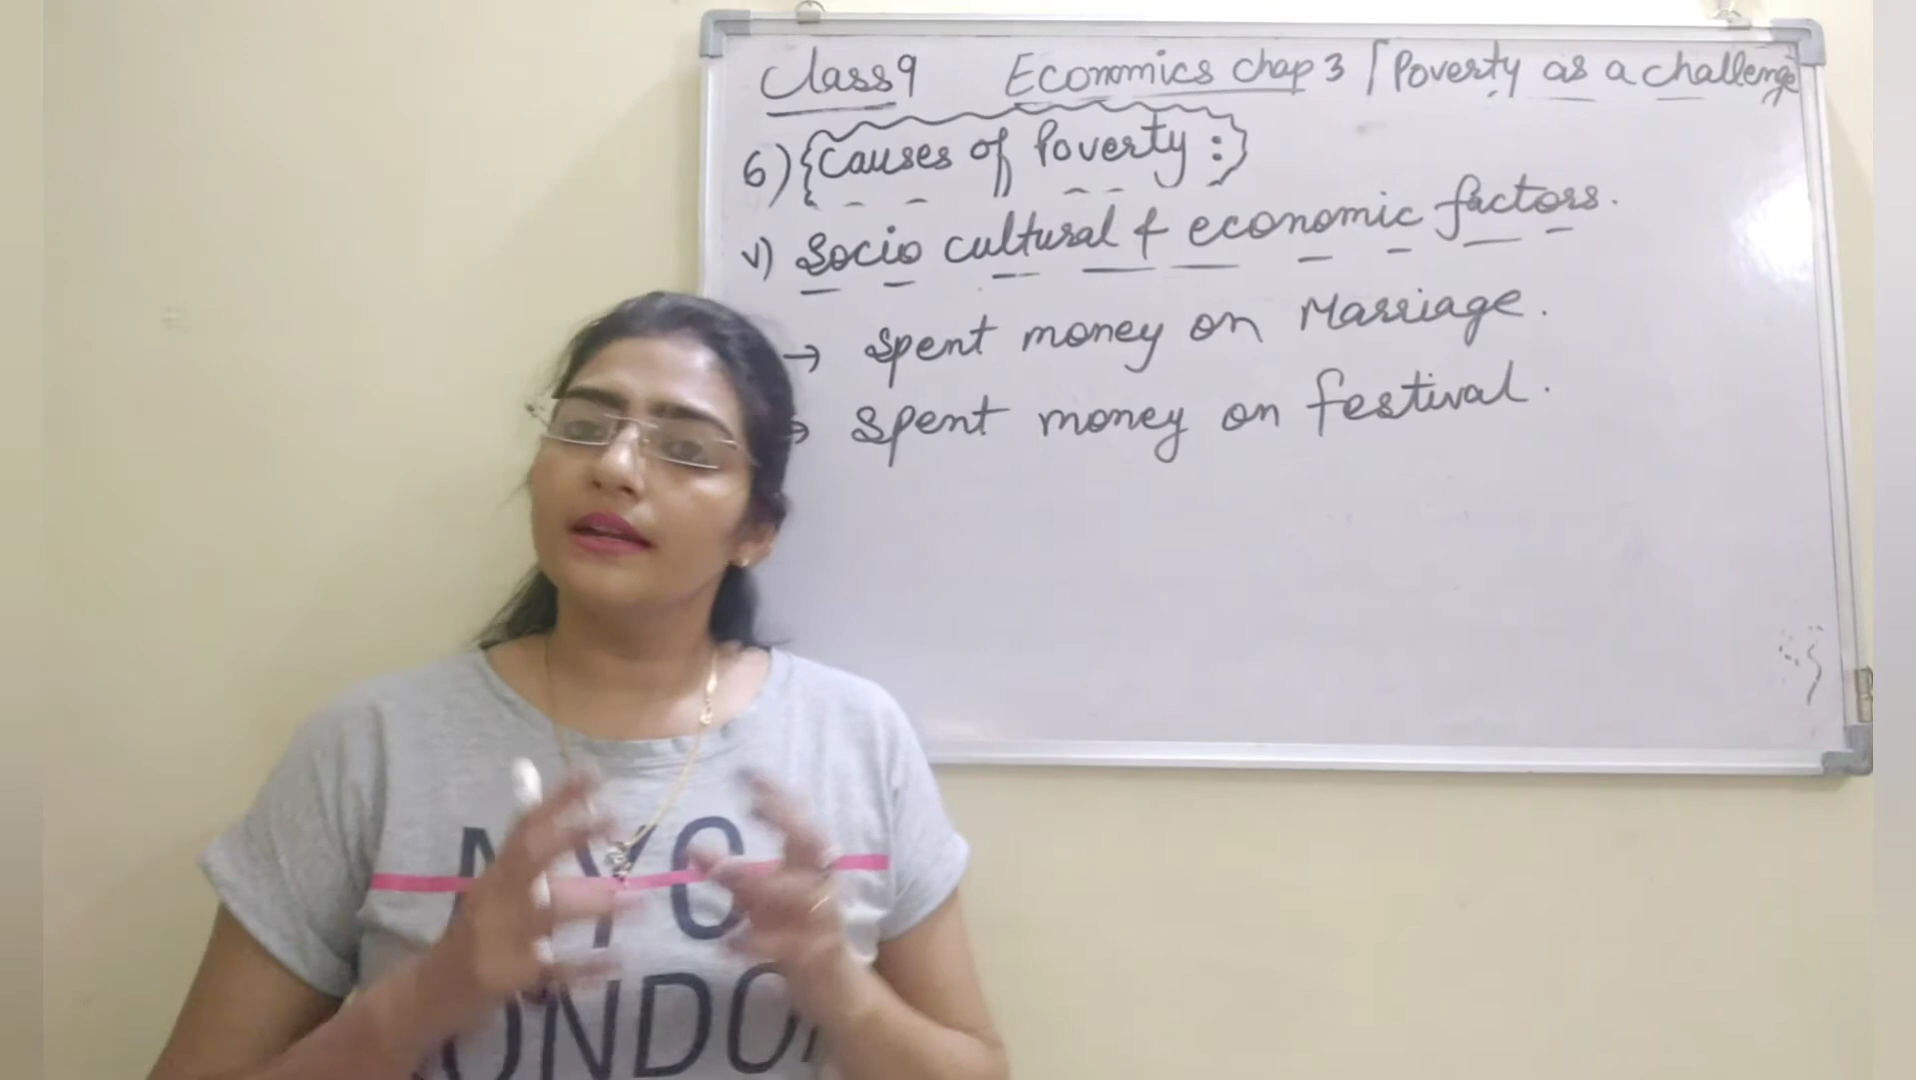 Class 9 Economics chap 3 / Poverty as a challenge
6) {Causes of Poverty :}
v) Socio cultural & economic factors.
→ Spent money on Marriage.
→ Spent money on festival.
NYC
LONDON